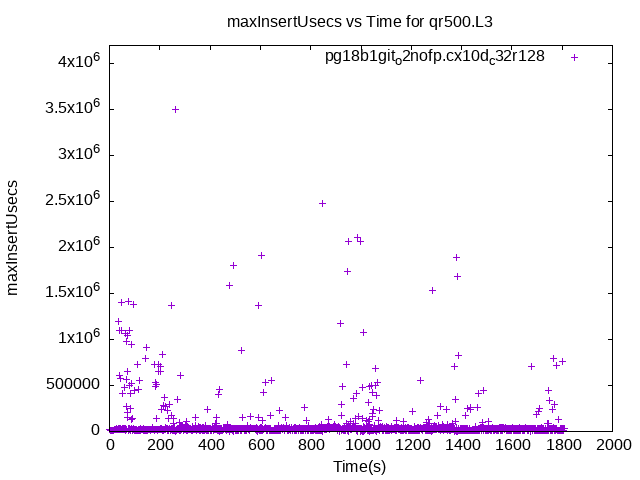 maxInsertUsecs vs Time for qr500.L3
pg18b1git_o2nofp.cx10d_c32r128
4x10^6
3.5x10^6
3x10^6
2.5x10^6
2x10^6
1.5x10^6
1x10^6
500000
0
maxInsertUsecs
0 200 400 600 800 1000 1200 1400 1600 1800 2000
Time(s)